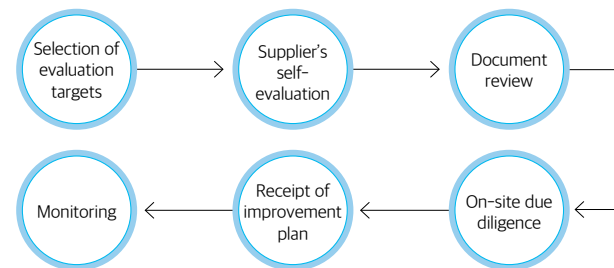 Selection of
evaluation
targets
Supplier's
self-
evaluation
Document
review
On-site due
diligence
Receipt of
improvement
plan
Monitoring